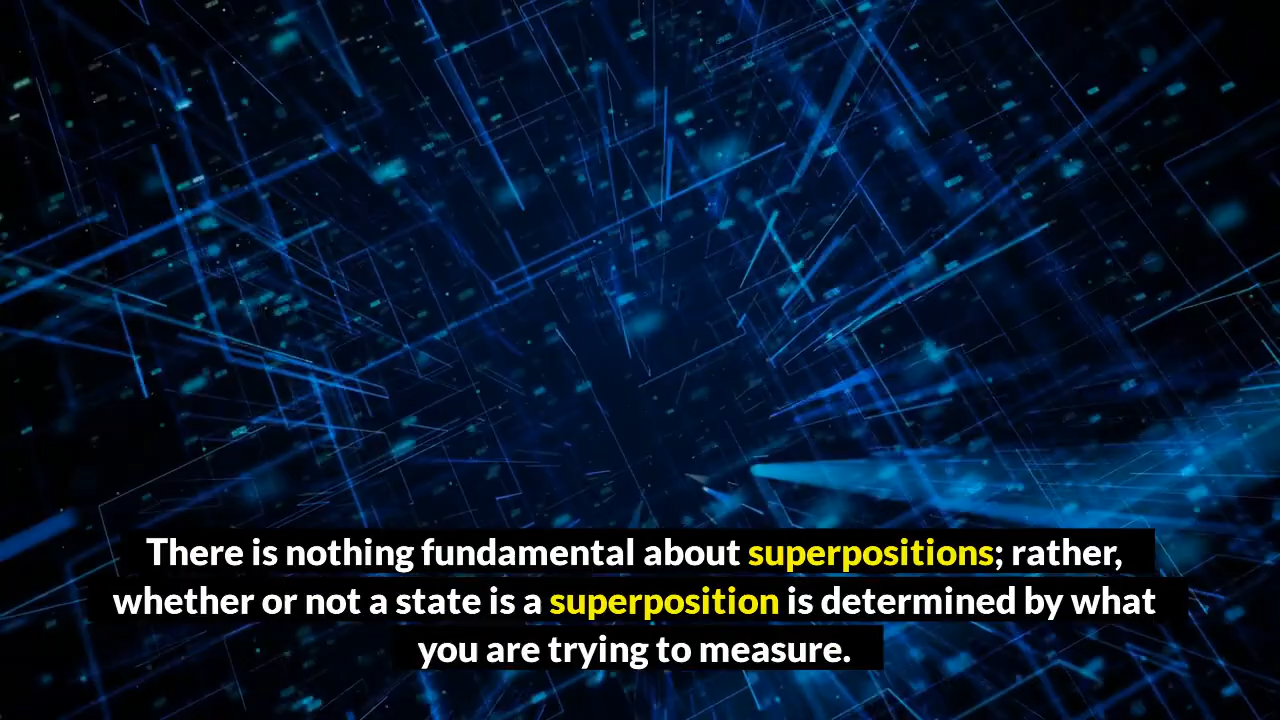 There is nothing fundamental about superpositions; rather,
whether or not a state is a superposition is determined by what
you are trying to measure.